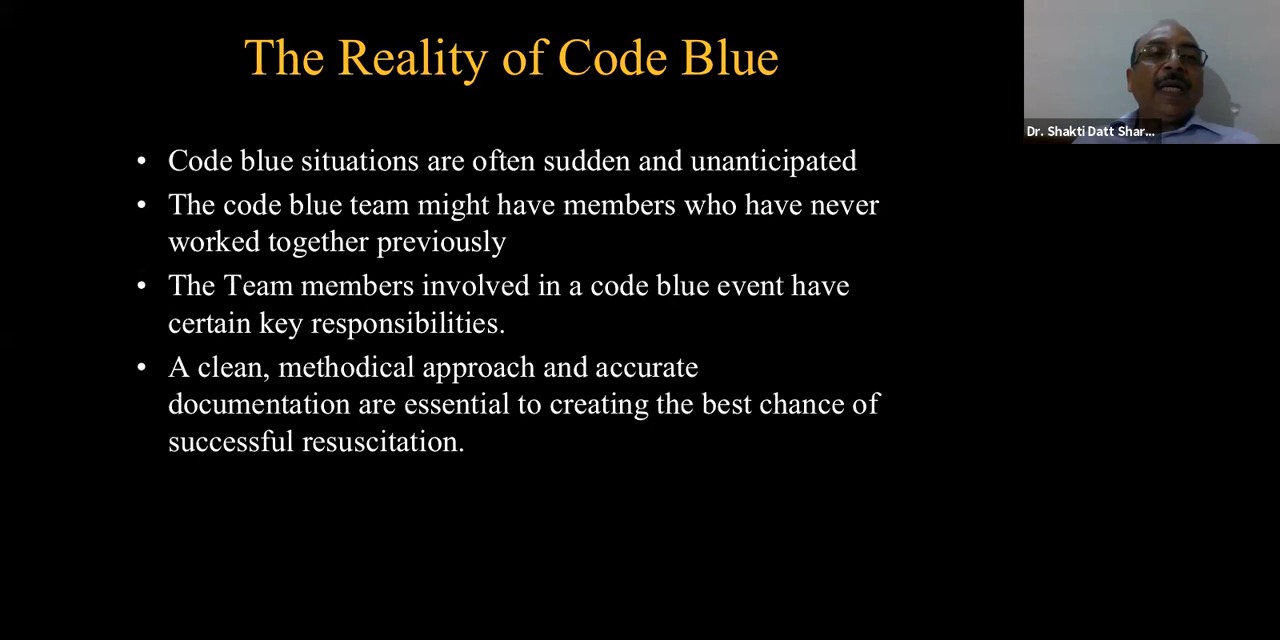 The Reality of Code Blue
Dr. Shakti Datt Shar...
• Code blue situations are often sudden and unanticipated
• The code blue team might have members who have never
worked together previously
• The Team members involved in a code blue event have
certain key responsibilities.
• A clean, methodical approach and accurate
documentation are essential to creating the best chance of
successful resuscitation.